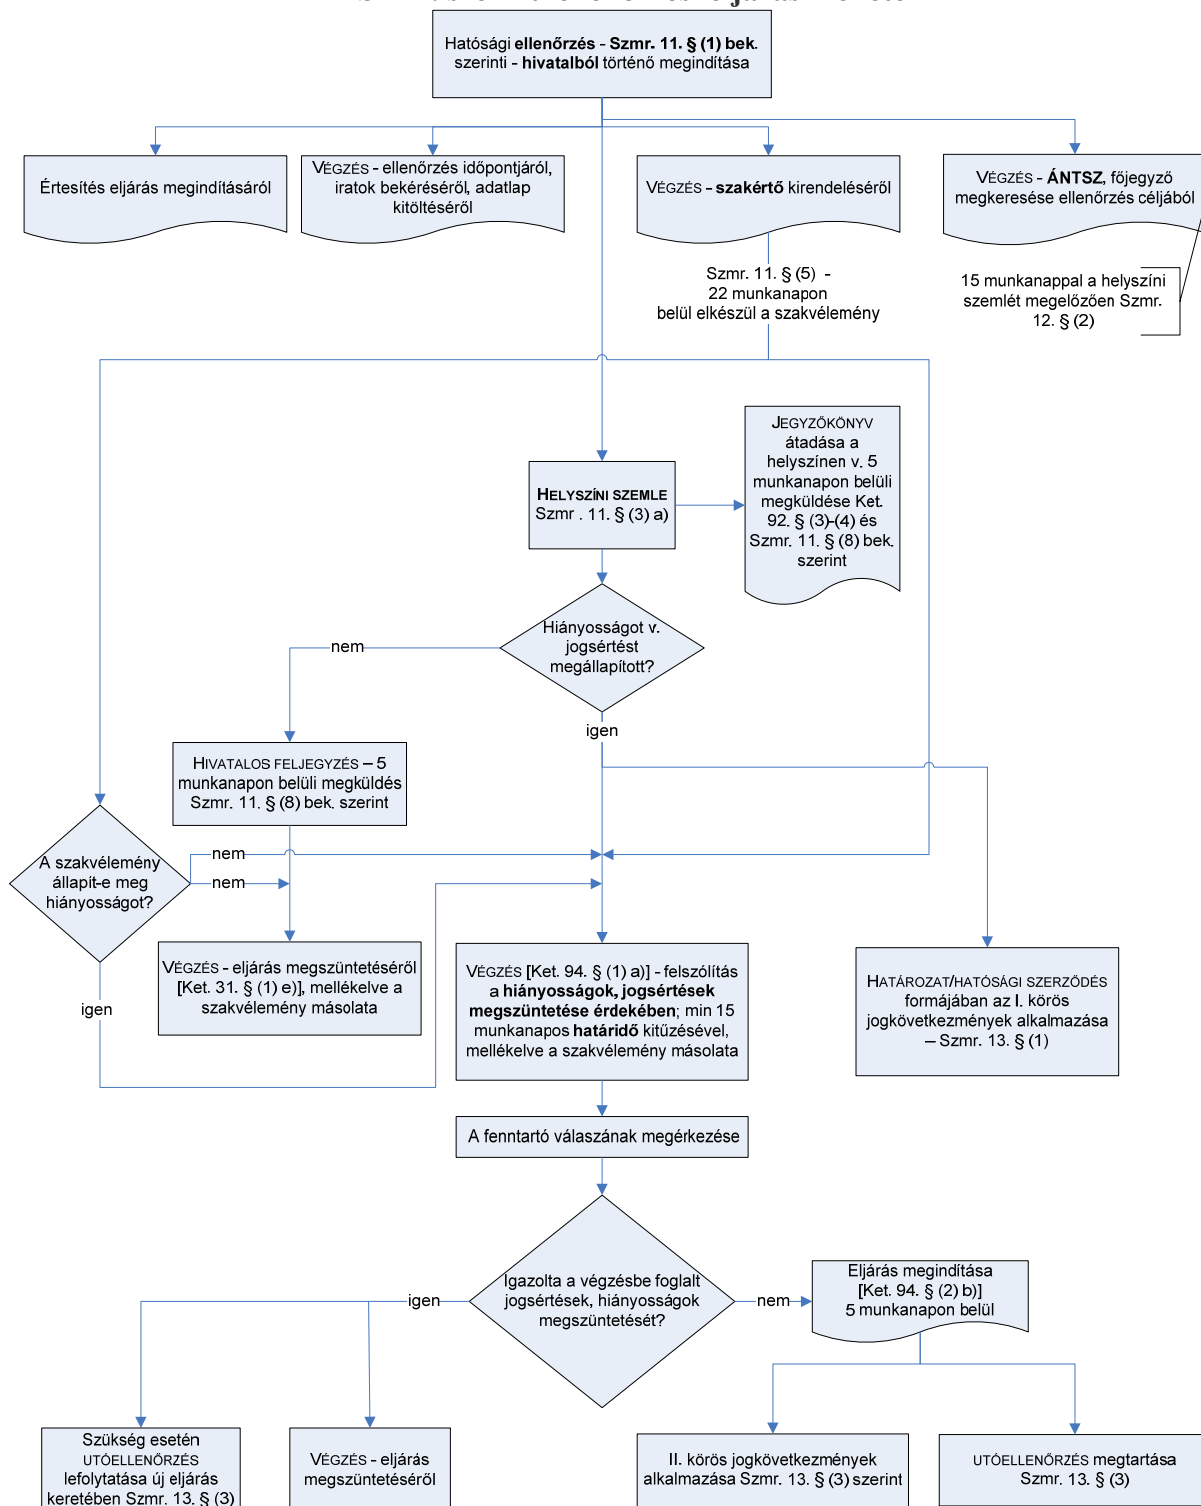 Hatósági ellenőrzés - Szmr. 11. § (1) bek.
szerinti - hivatalból történő megindítása
Értesítés eljárás megindításáról
VÉGZÉS - ellenőrzés időpontjáról,
iratok bekéréséről, adatlap
kitöltéséről
VÉGZÉS - szakértő kirendeléséről
VÉGZÉS - ÁNTSZ, főjegyző
megkeresése ellenőrzés céljából
Szmr. 11. § (5) -
22 munkanapon
belül elkészül a szakvélemény
15 munkanappal a helyszíni
szemlét megelőzően Szmr.
12. § (2)
JEGYZŐKÖNYV
átadása a
helyszínen v. 5
munkanapon belüli
megküldése Ket.
92. § (3)-(4) és
Szmr. 11. § (8) bek.
szerint
HELYSZÍNI SZEMLE
Szmr . 11. § (3) a)
Hiányosságot v.
jogsértést
megállapított?
nem
igen
HIVATALOS FELJEGYZÉS – 5
munkanapon belüli megküldés
Szmr. 11. § (8) bek. szerint
A szakvélemény
állapít-e meg
hiányosságot?
nem
nem
igen
VÉGZÉS - eljárás megszüntetéséről
[Ket. 31. § (1) e)], mellékelve a
szakvélemény másolata
VÉGZÉS [Ket. 94. § (1) a)] - felszólítás
a hiányosságok, jogsértések
megszüntetése érdekében; min 15
munkanapos határidő kitűzésével,
mellékelve a szakvélemény másolata
HATÁROZAT/HATÓSÁGI SZERZŐDÉS
formájában az I. körös
jogkövetkezmények alkalmazása
– Szmr. 13. § (1)
A fenntartó válaszának megérkezése
Igazolta a végzésbe foglalt
jogsértések, hiányosságok
megszüntetését?
igen
nem
Eljárás megindítása
[Ket. 94. § (2) b)]
5 munkanapon belül
Szükség esetén
UTÓELLENŐRZÉS
lefolytatása új eljárás
keretében Szmr. 13. § (3)
VÉGZÉS - eljárás
megszüntetéséről
II. körös jogkövetkezmények
alkalmazása Szmr. 13. § (3) szerint
UTÓELLENŐRZÉS megtartása
Szmr. 13. § (3)